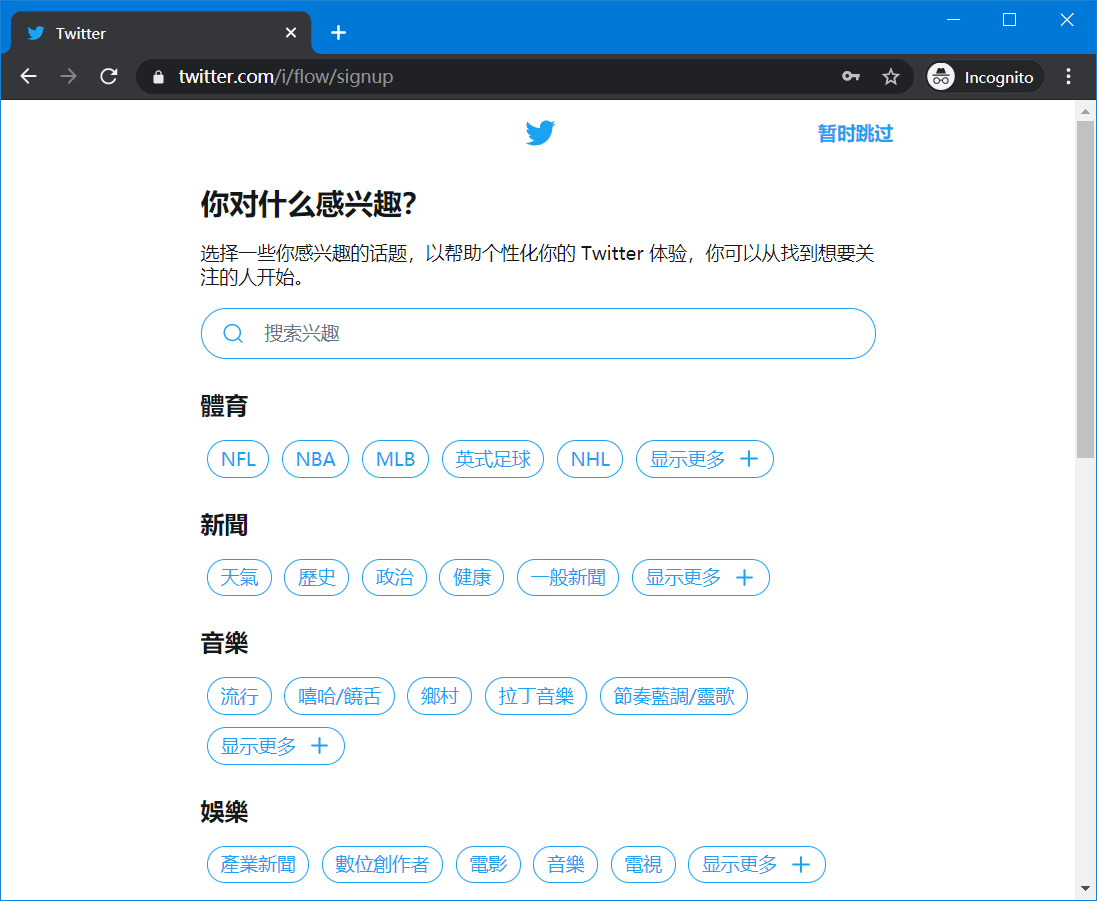 Twitter
twitter.com/i/flow/signup
Incognito
暂时跳过
你对什么感兴趣?
选择一些你感兴趣的话题，以帮助个性化你的 Twitter 体验，你可以从找到想要关
注的人开始。
搜索兴趣
體育
NFL NBA MLB 英式足球 NHL 显示更多
新聞
天氣 歷史 政治 健康 一般新聞 显示更多
音樂
流行 嘻哈/饒舌 鄉村 拉丁音樂 節奏藍調/靈歌
显示更多
娛樂
產業新聞 數位創作者 電影 音樂 電視 显示更多